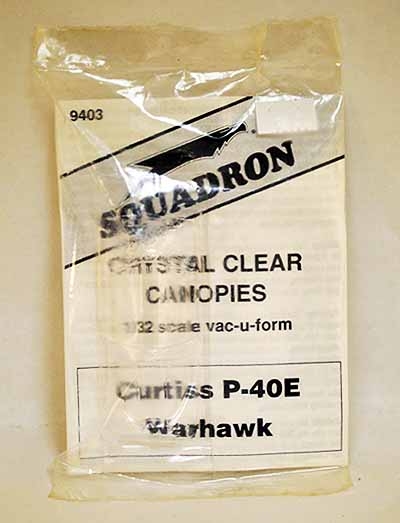 9403
SQUADRON
CRYSTAL CLEAR
CANOPIES
1/32 scale vac-u-form
Curtiss P-40E
Warhawk